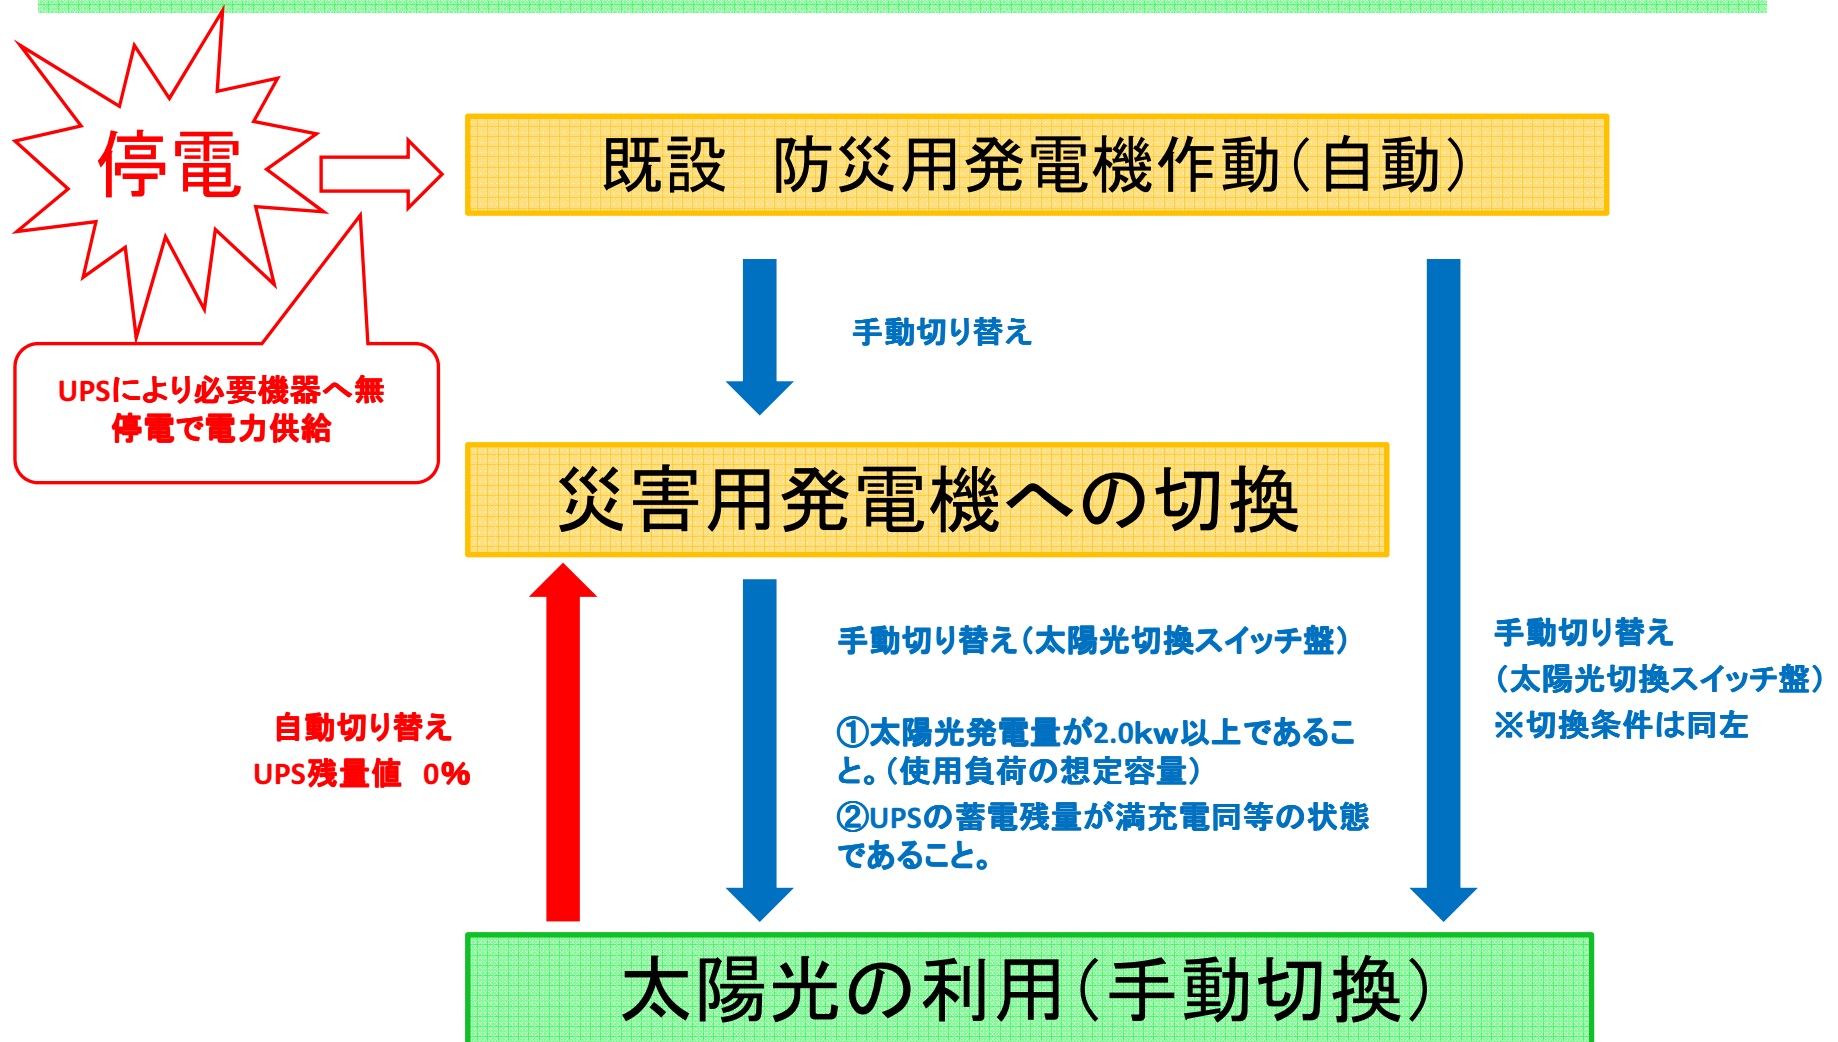 停電
既設　防災用発電機作動（自動）
手動切り替え
UPSにより必要機器へ無
停電で電力供給
災害用発電機への切換
手動切り替え（太陽光切換スイッチ盤）
①太陽光発電量が2.0kw以上であるこ
と。（使用負荷の想定容量）
②UPSの蓄電残量が満充電同等の状態
であること。
手動切り替え
（太陽光切換スイッチ盤）
※切換条件は同左
自動切り替え
UPS残量値　0%
太陽光の利用（手動切換）